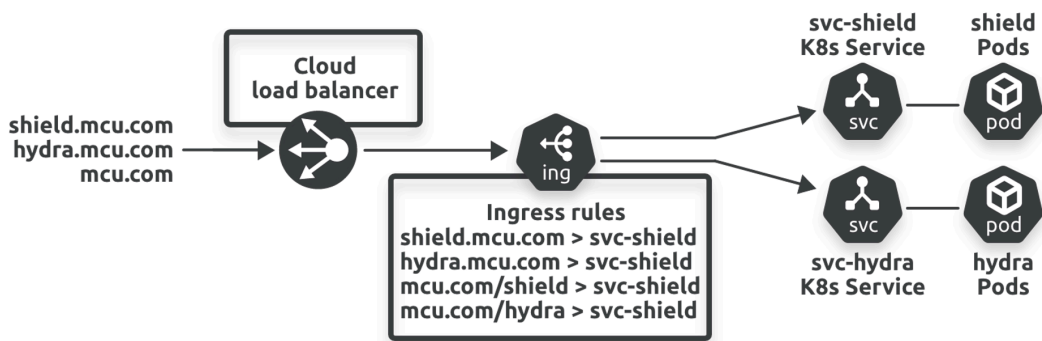 shield.mcu.com
hydra.mcu.com
mcu.com
Cloud
load balancer
ing
Ingress rules
shield.mcu.com > svc-shield
hydra.mcu.com > svc-shield
mcu.com/shield > svc-shield
mcu.com/hydra > svc-shield
svc-shield
K8s Service
svc
shield
Pods
pod
svc
svc-hydra
K8s Service
pod
hydra
Pods